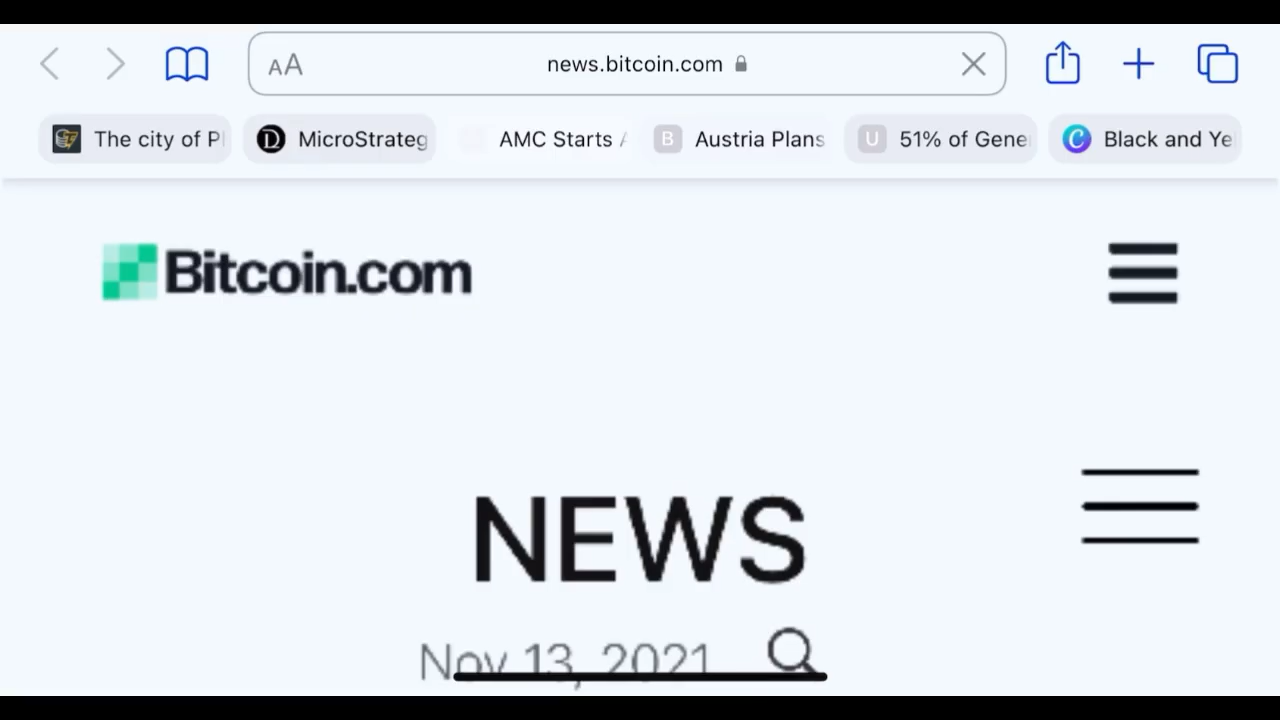 AA news.bitcoin.com
The city of Pl MicroStrateg AMC Starts A B Austria Plans U 51% of Gene C Black and Ye
Bitcoin.com
NEWS
Nov 13, 2021